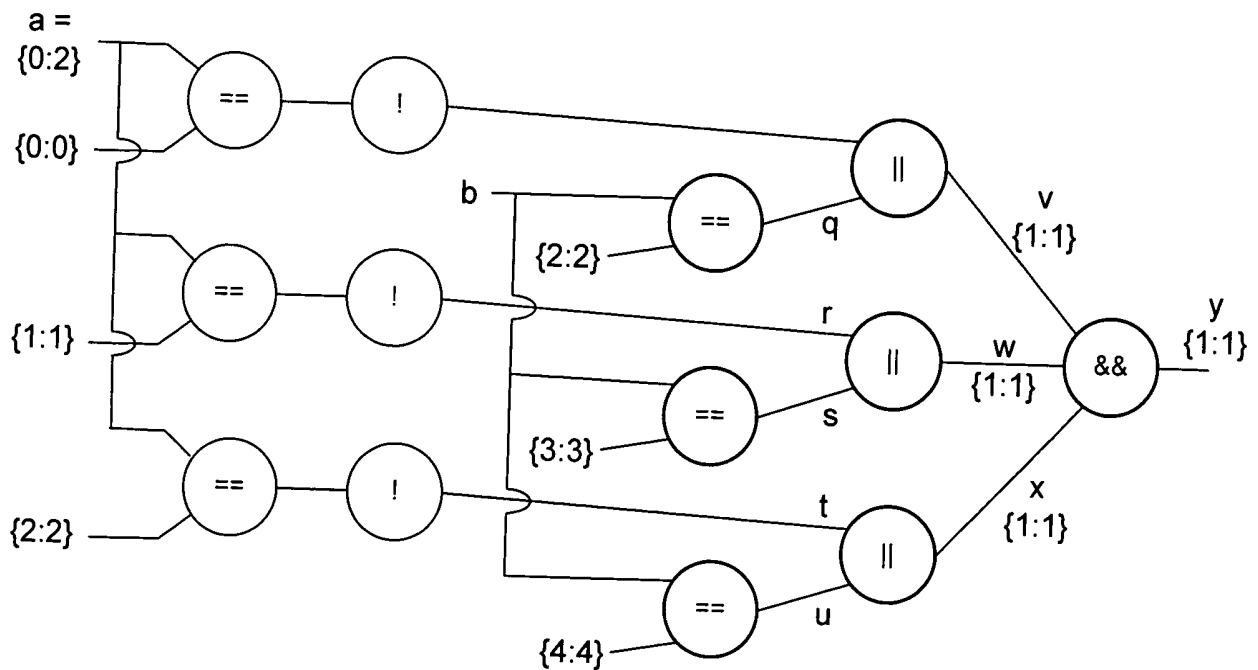 a =
{0:2}
==
!
{0:0}
||
b
==
q
v
{1:1}
{2:2}
==
!
r
y
{1:1}
{1:1}
||
w
{1:1}
&&
==
s
{3:3}
==
!
t
x
{1:1}
{2:2}
||
==
u
{4:4}